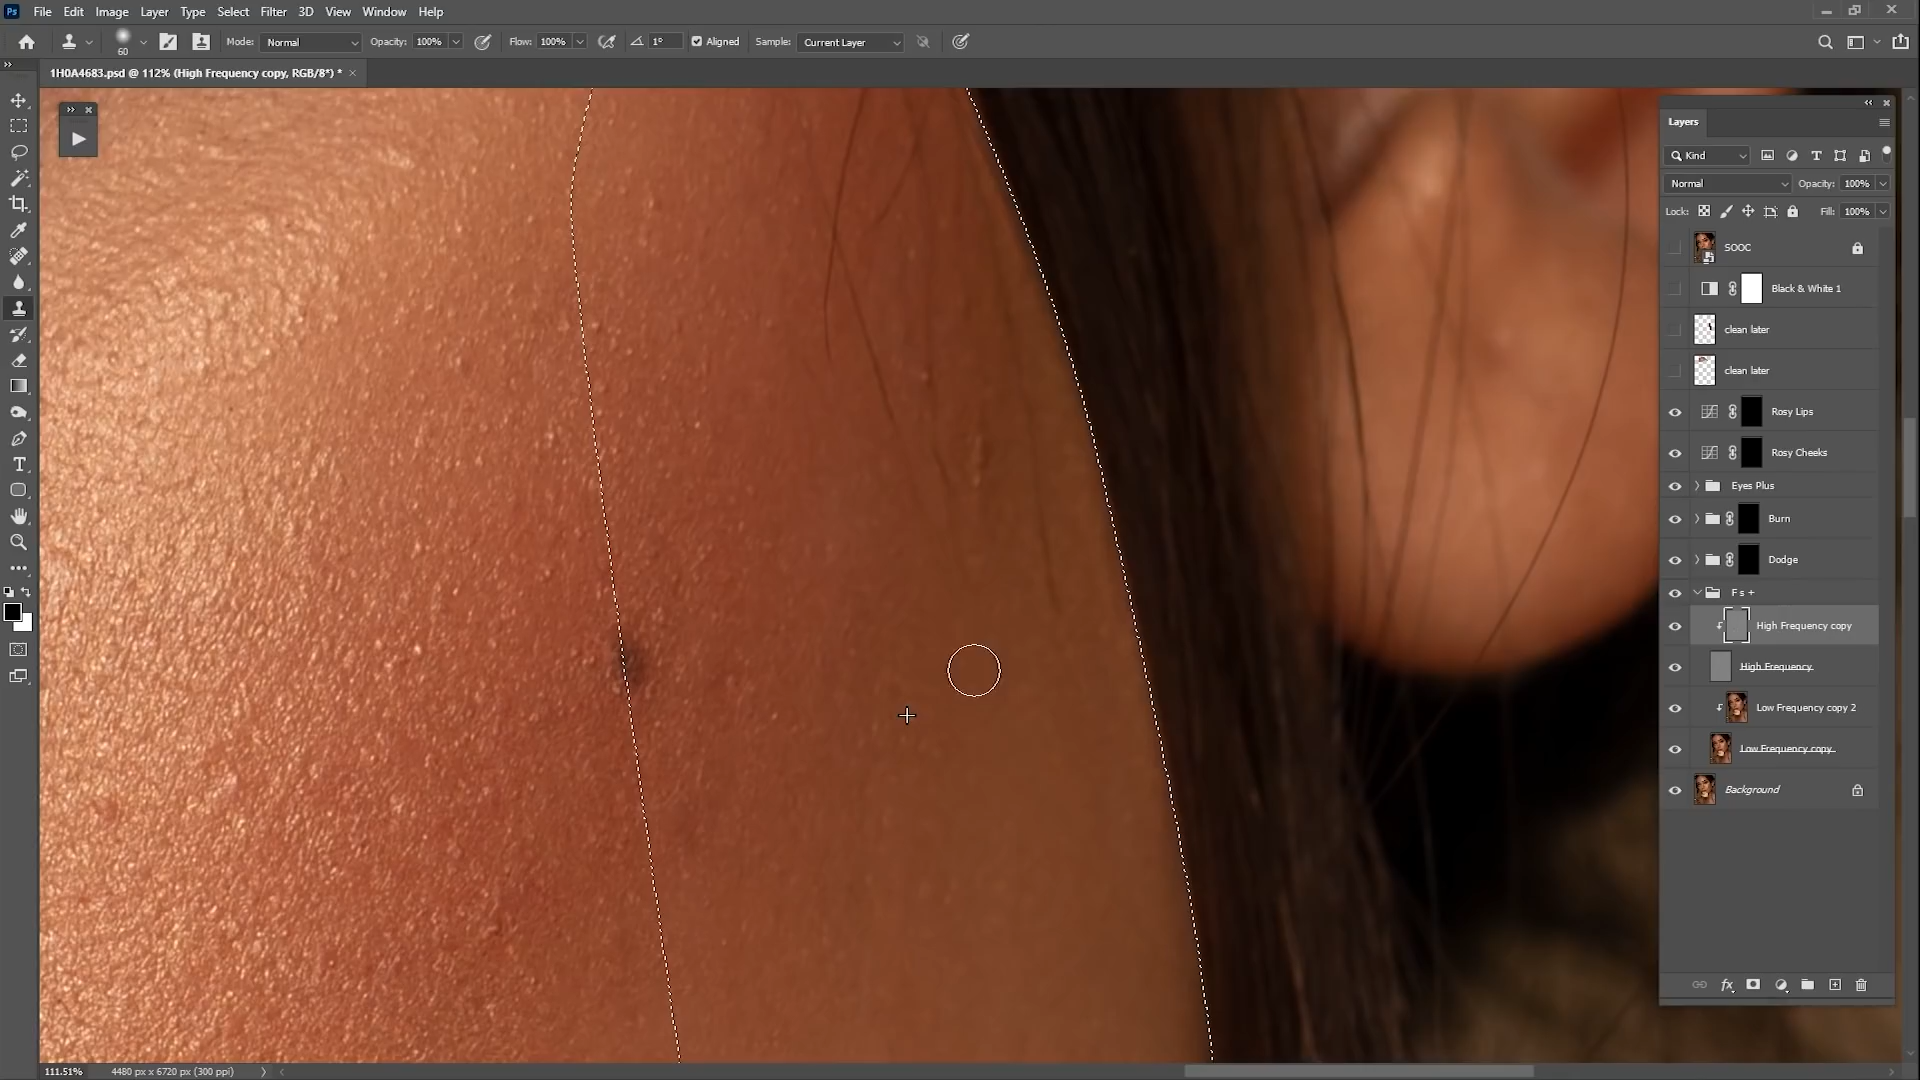 Ps File Edit Image Layer Type Select Filter 3D View Window Help
60 Mode: Normal Opacity: 100% Flow: 100% 1° Aligned Sample: Current Layer
1H0A4683.psd @ 112% (High Frequency copy, RGB/8*) *
Layers
Kind
Normal Opacity: 100%
Lock: Fill: 100%
SOOC
Black & White 1
clean later
clean later
Rosy Lips
Rosy Cheeks
Eyes Plus
Burn
Dodge
F s +
High Frequency copy
High Frequency
Low Frequency copy 2
Low Frequency copy
Background
111.51% 4480 px x 6720 px (300 ppi)